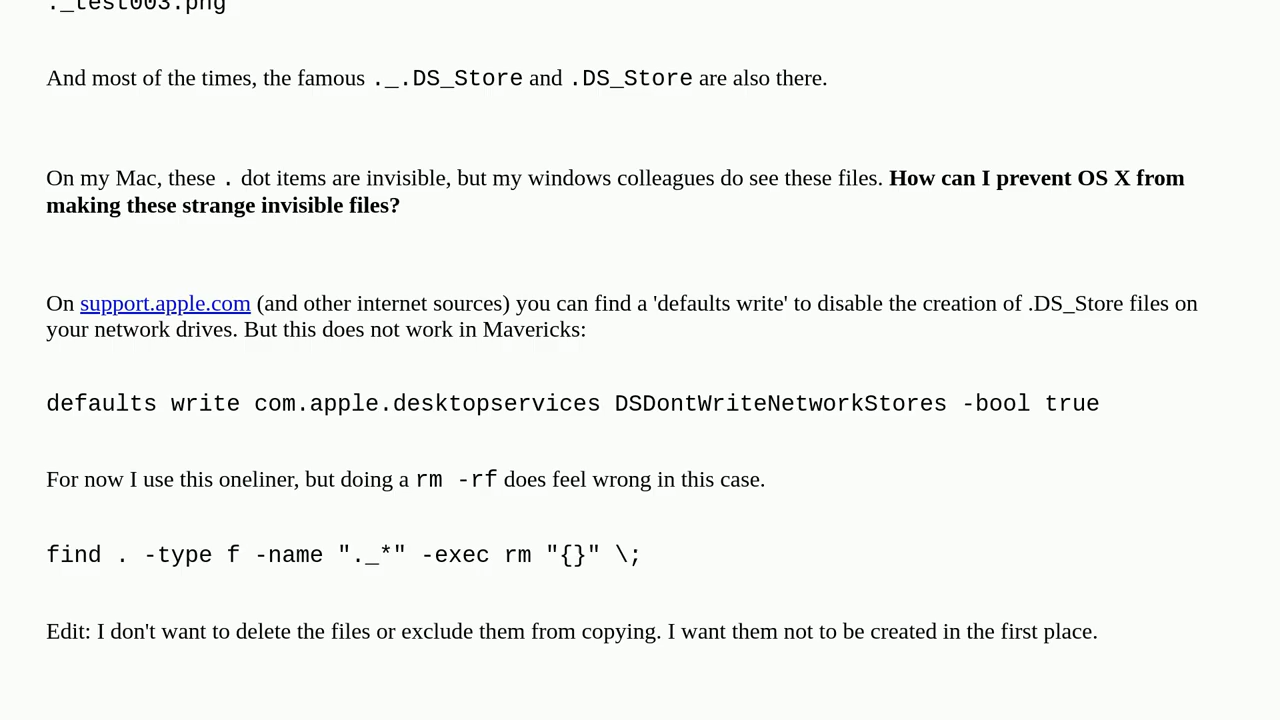 ._test003.png
And most of the times, the famous ._.DS_Store and .DS_Store are also there.
On my Mac, these . dot items are invisible, but my windows colleagues do see these files. How can I prevent OS X from
making these strange invisible files?
On support.apple.com (and other internet sources) you can find a 'defaults write' to disable the creation of .DS_Store files on
your network drives. But this does not work in Mavericks:
defaults write com.apple.desktopservices DSDontWriteNetworkStores -bool true
For now I use this oneliner, but doing a rm -rf does feel wrong in this case.
find . -type f -name "._*" -exec rm "{}" \;
Edit: I don't want to delete the files or exclude them from copying. I want them not to be created in the first place.